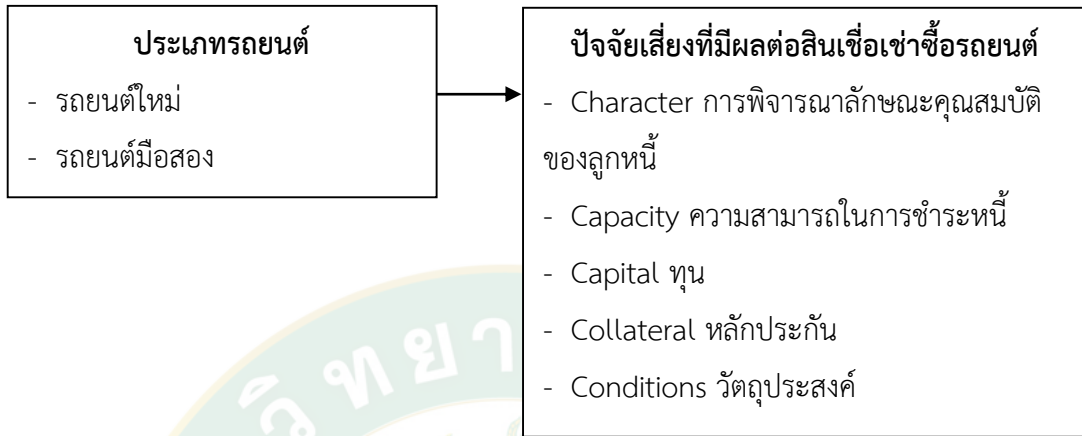 ประเภทรถยนต์
- รถยนต์ใหม่
- รถยนต์มือสอง
ปัจจัยเสี่ยงที่มีผลต่อสินเชื่อเช่าซื้อรถยนต์
- Character การพิจารณาลักษณะคุณสมบัติ
ของลูกหนี้
- Capacity ความสามารถในการชำระหนี้
- Capital ทุน
- Collateral หลักประกัน
- Conditions วัตถุประสงค์